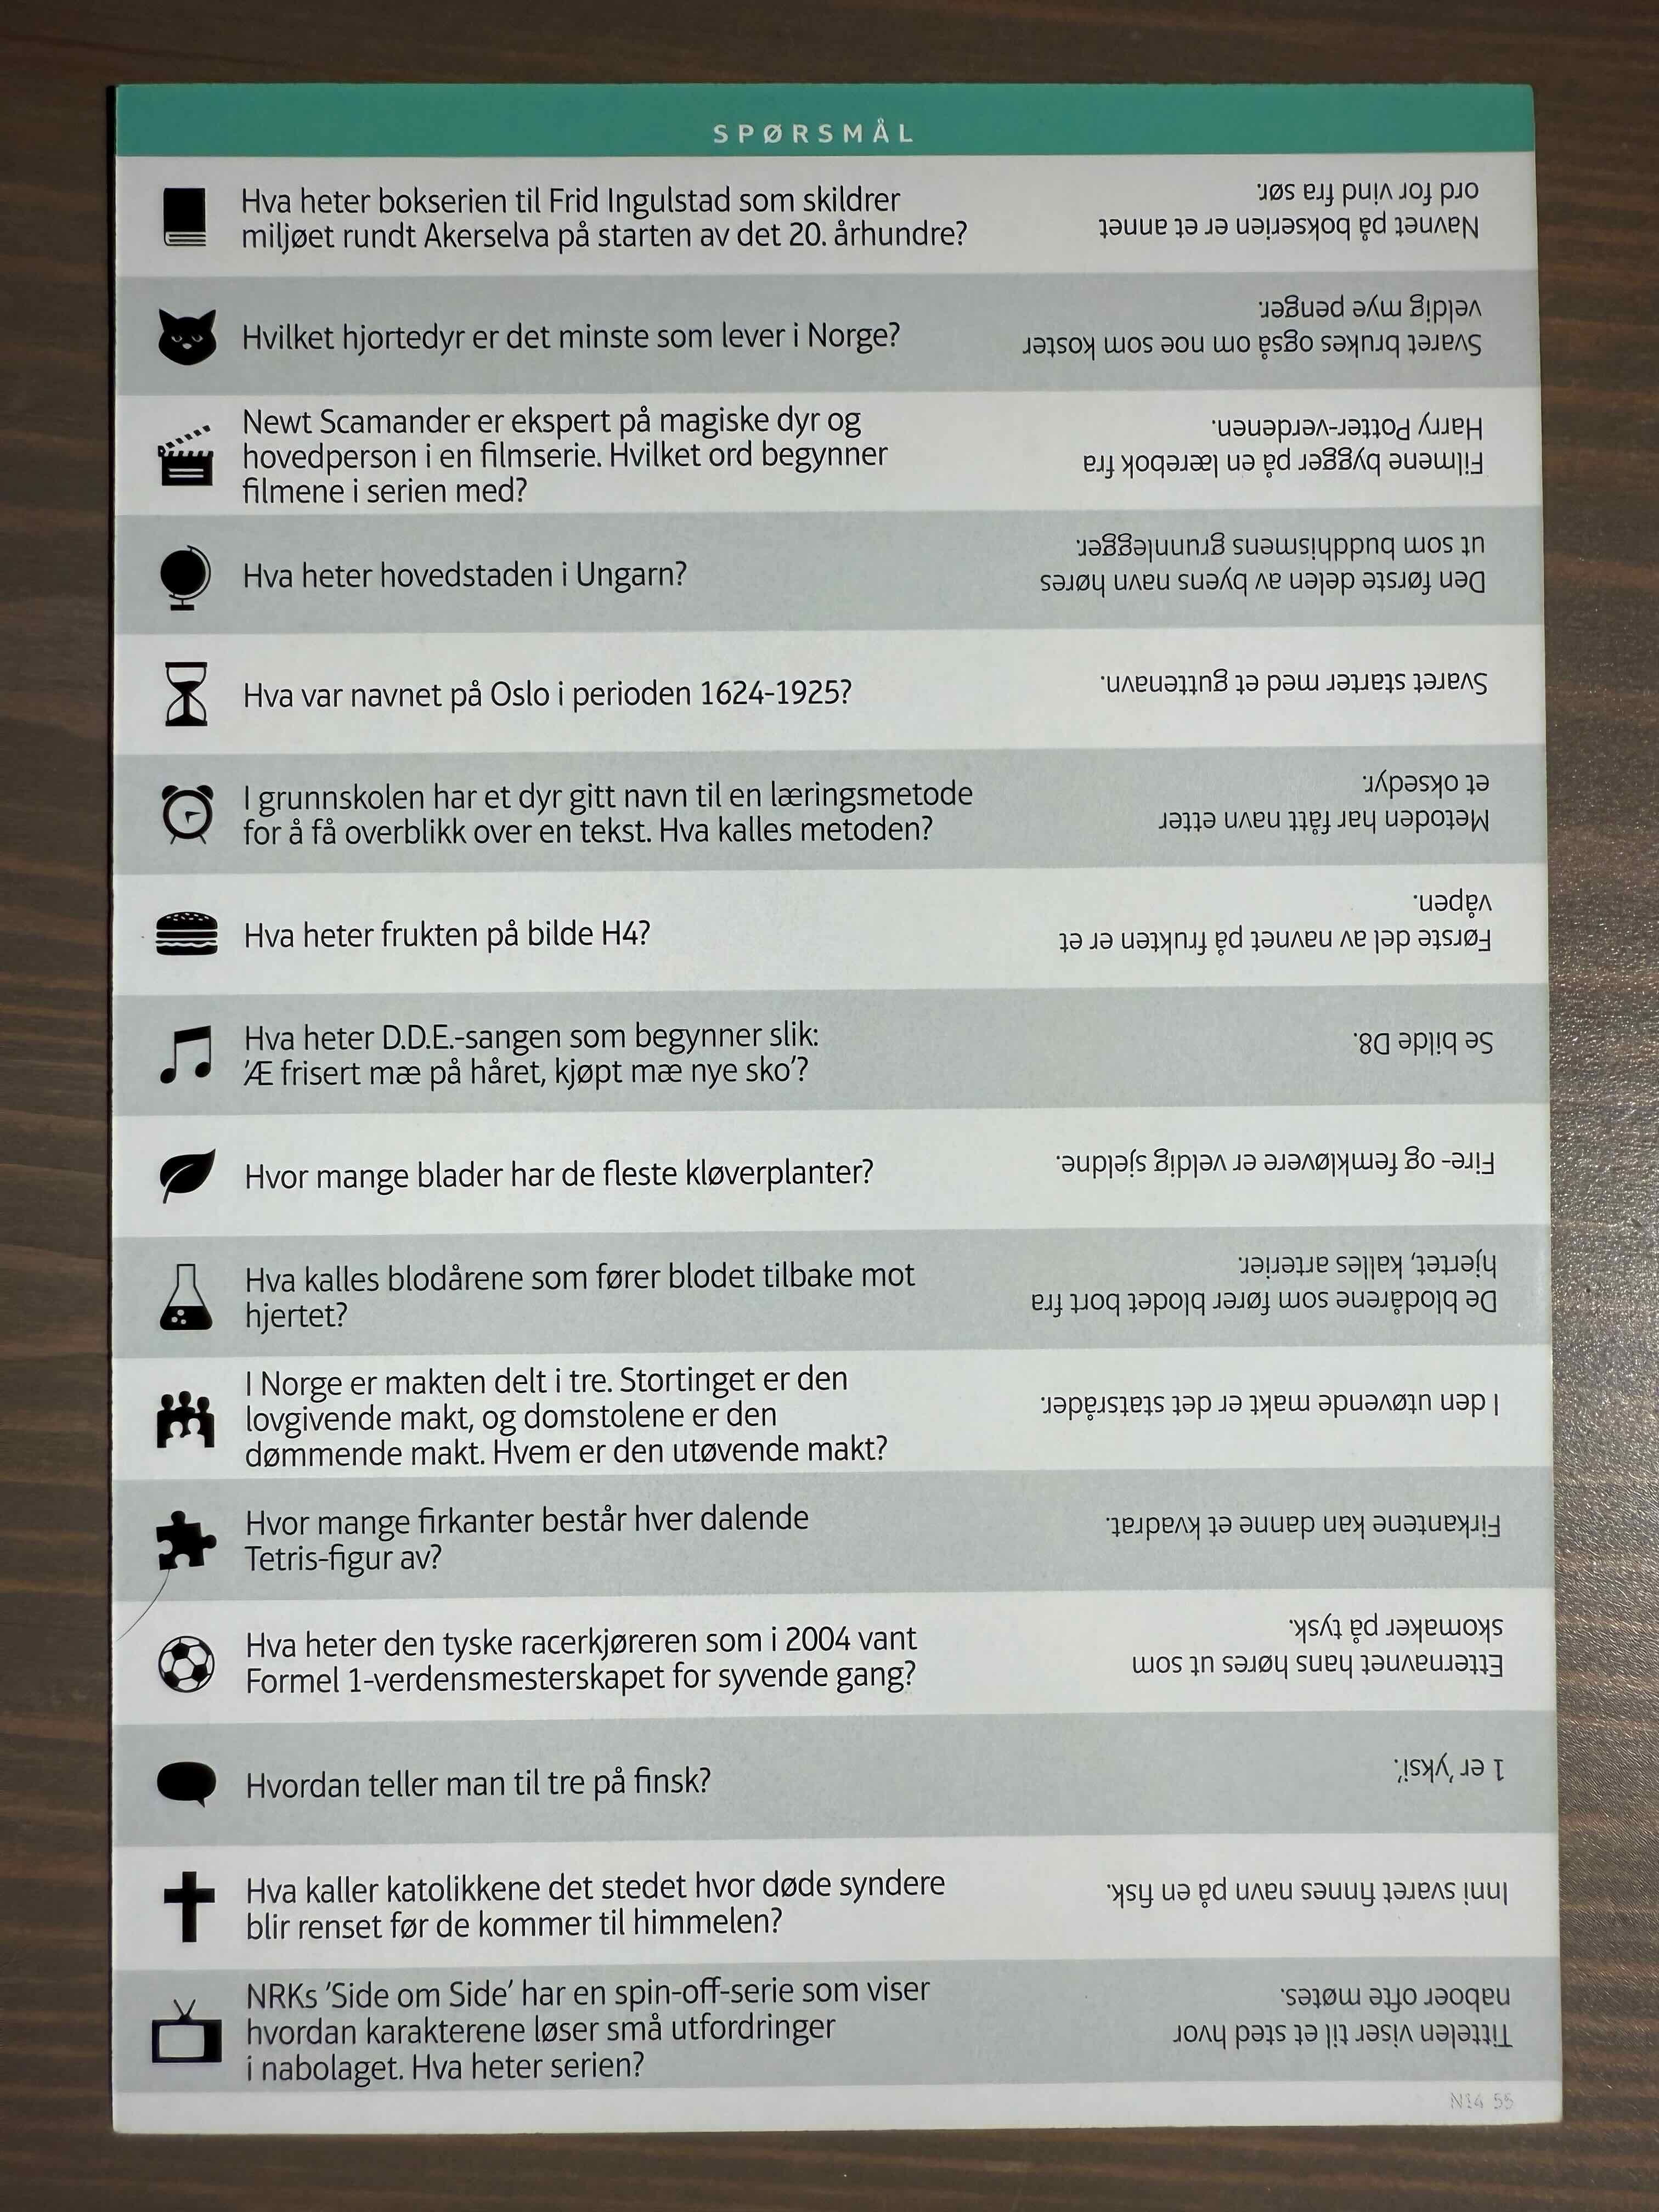 SPØRSMÅL
Hva heter bokserien til Frid Ingulstad som skildrer
miljøet rundt Akerselva på starten av det 20. århundre?
Navnet på bokserien er et annet
ord for vind fra sør.
Hvilket hjortedyr er det minste som lever i Norge?
Svaret brukes også om noe som koster
veldig mye penger.
Newt Scamander er ekspert på magiske dyr og
hovedperson i en filmserie. Hvilket ord begynner
filmene i serien med?
Filmene bygger på en lærebok fra
Harry Potter-verdenen.
Hva heter hovedstaden i Ungarn?
Den første delen av byens navn høres
ut som buddhismens grunnlegger.
Hva var navnet på Oslo i perioden 1624-1925?
Svaret starter med et guttenavn.
I grunnskolen har et dyr gitt navn til en læringsmetode
for å få overblikk over en tekst. Hva kalles metoden?
Metoden har fått navn etter
et oksedyr.
Hva heter frukten på bilde H4?
Første del av navnet på frukten er et
våpen.
Hva heter D.D.E.-sangen som begynner slik:
'Æ frisert mæ på håret, kjøpt mæ nye sko'?
Se bilde D8.
Hvor mange blader har de fleste kløverplanter?
Fire- og femkløvere er veldig sjeldne.
Hva kalles blodårene som fører blodet tilbake mot
hjertet?
De blodårene som fører blodet bort fra
hjertet, kalles arterier.
I Norge er makten delt i tre. Stortinget er den
lovgivende makt, og domstolene er den
dømmende makt. Hvem er den utøvende makt?
I den utøvende makt er det statsråder.
Hvor mange firkanter består hver dalende
Tetris-figur av?
Firkantene kan danne et kvadrat.
Hva heter den tyske racerkjøreren som i 2004 vant
Formel 1-verdensmesterskapet for syvende gang?
Etternavnet hans høres ut som
skomaker på tysk.
Hvordan teller man til tre på finsk?
1 er 'yksi'.
Hva kaller katolikkene det stedet hvor døde syndere
blir renset før de kommer til himmelen?
Inni svaret finnes navn på en fisk.
NRKs 'Side om Side' har en spin-off-serie som viser
hvordan karakterene løser små utfordringer
i nabolaget. Hva heter serien?
Tittelen viser til et sted hvor
naboer ofte møtes.
N14 55